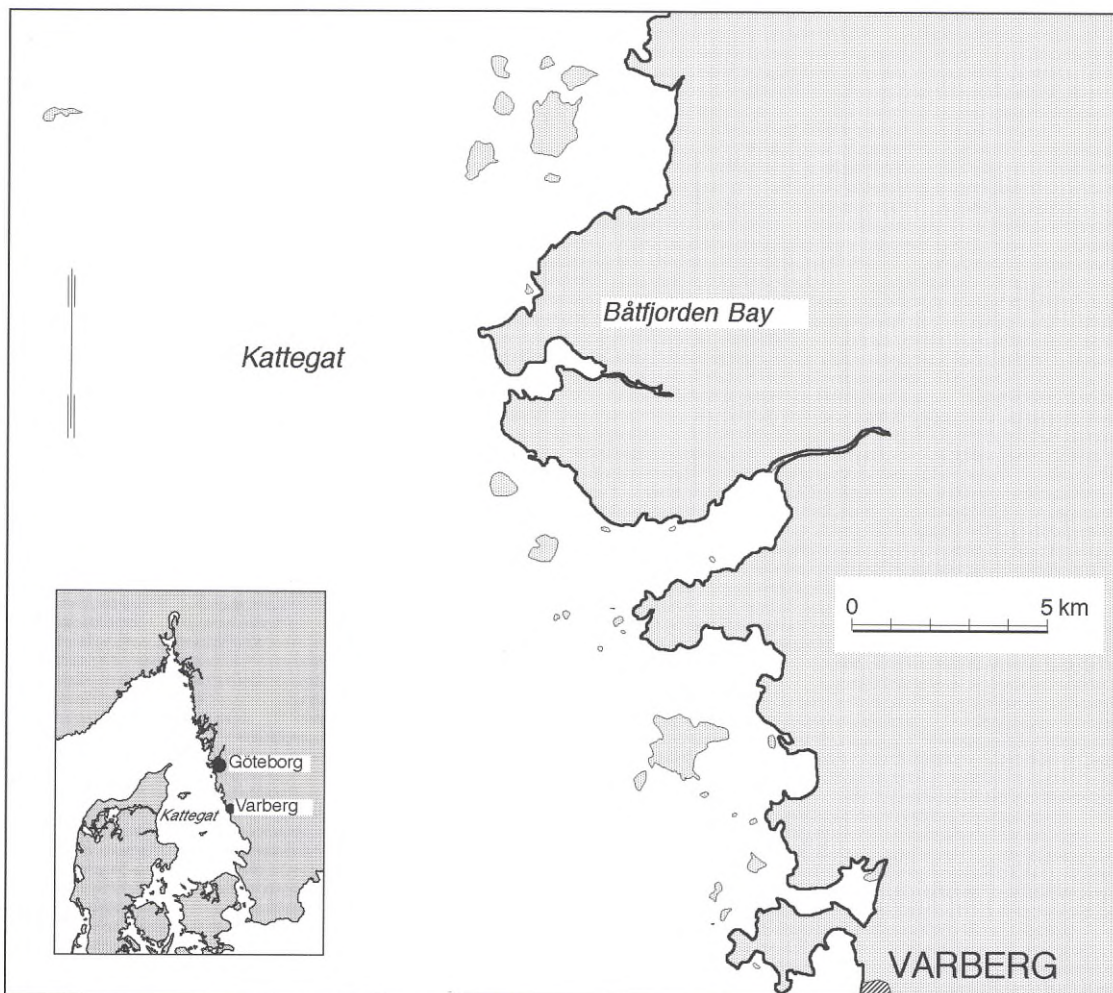 Båtfjorden Bay
Kattegat
0 5 km
Göteborg
Varberg
Kattegat
VARBERG